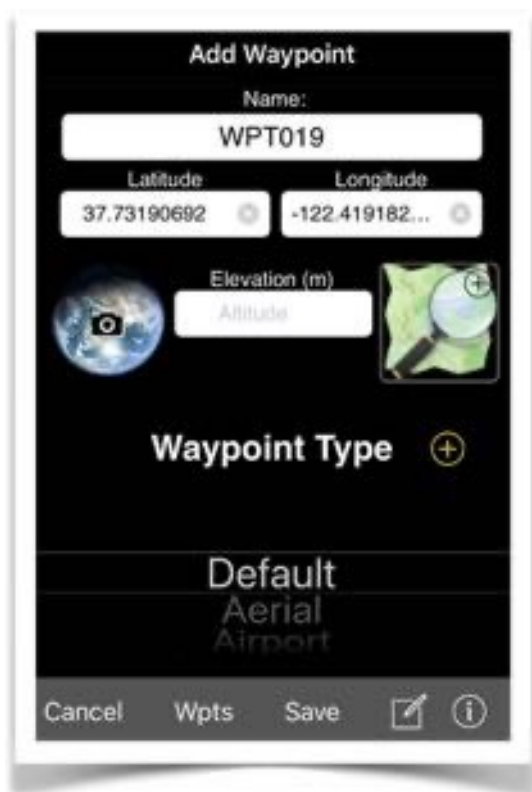 Add Waypoint
Name:
WPT019
Latitude Longitude
37.73190692 -122.419182...
Elevation (m)
Altitude
Waypoint Type
Default
Aerial
Airport
Cancel Wpts Save